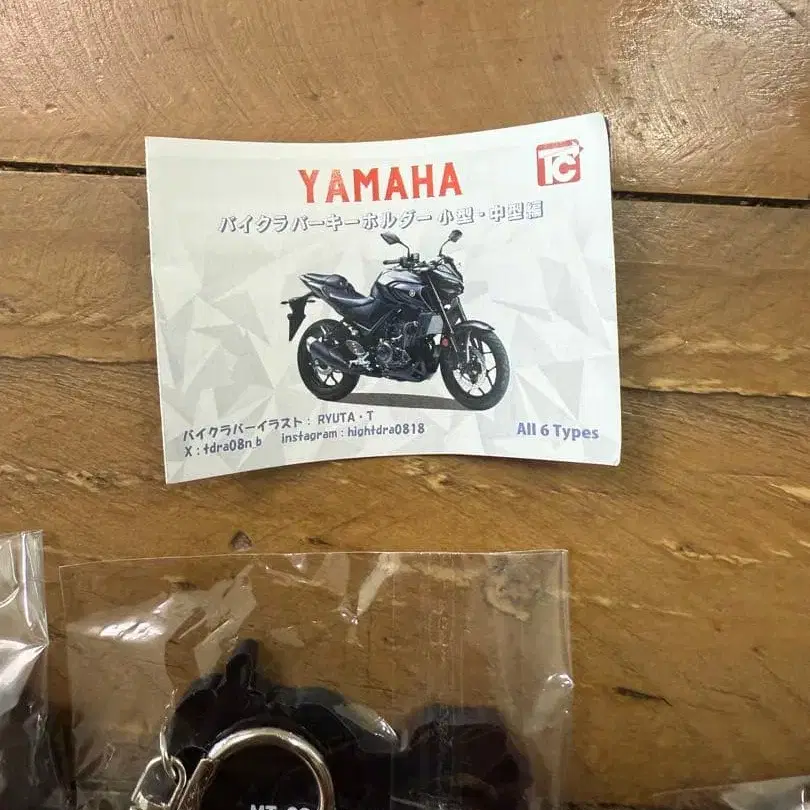 YAMAHA
TC
バイクラバーキーホルダー 小型・中型編
バイクラバーイラスト：RYUTA・T
X：tdra08n_b instagram：hightdra0818
All 6 Types